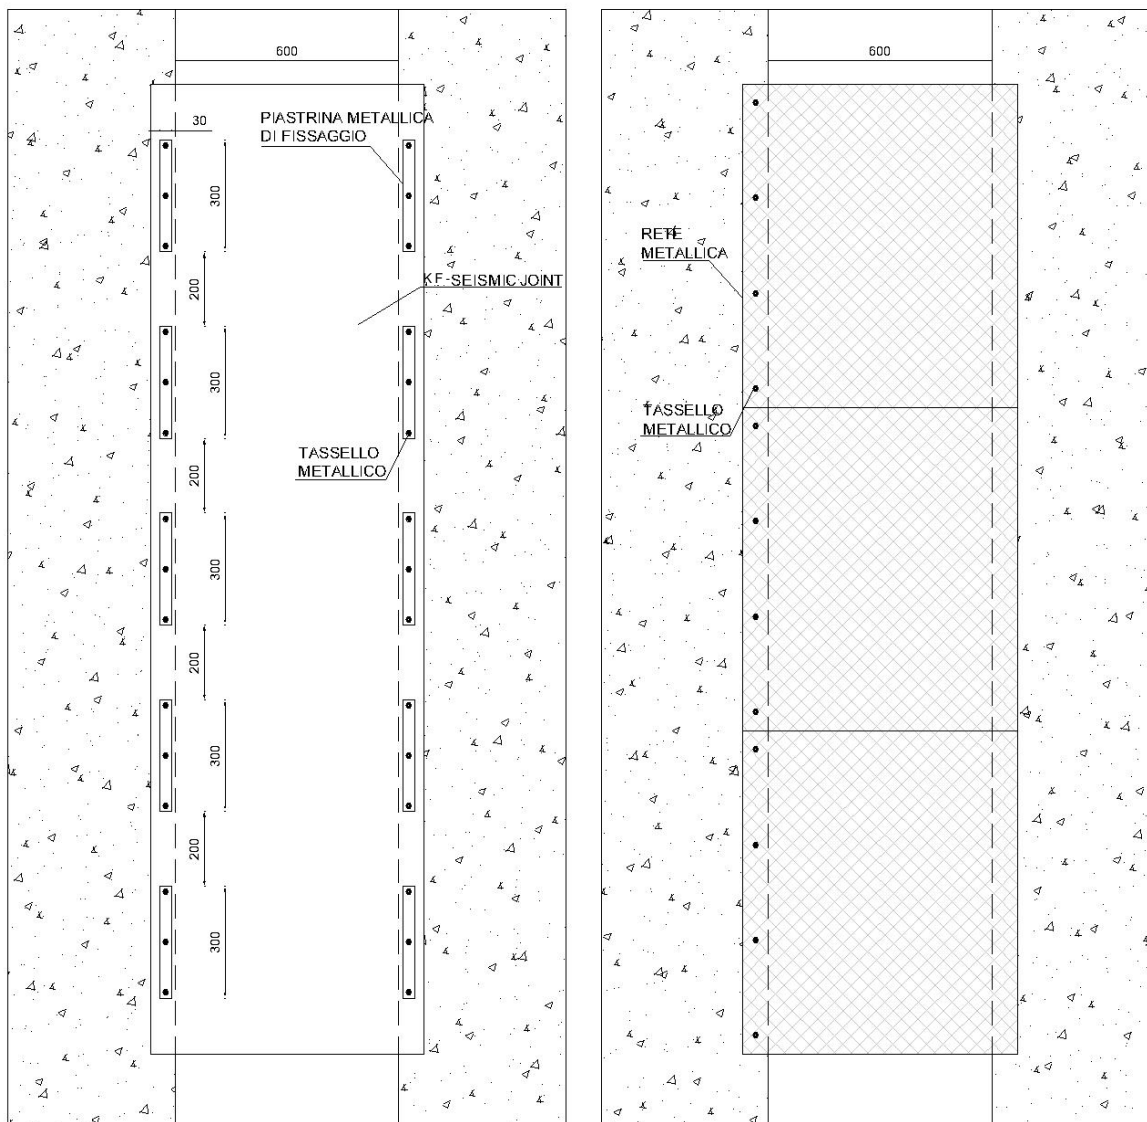 600
30
PIASTRINA METALLICA
DI FISSAGGIO
300
200
KF-SEISMIC JOINT
300
TASSELLO
METALLICO
200
300
200
300
200
300
600
RETE
METALLICA
TASSELLO
METALLICO